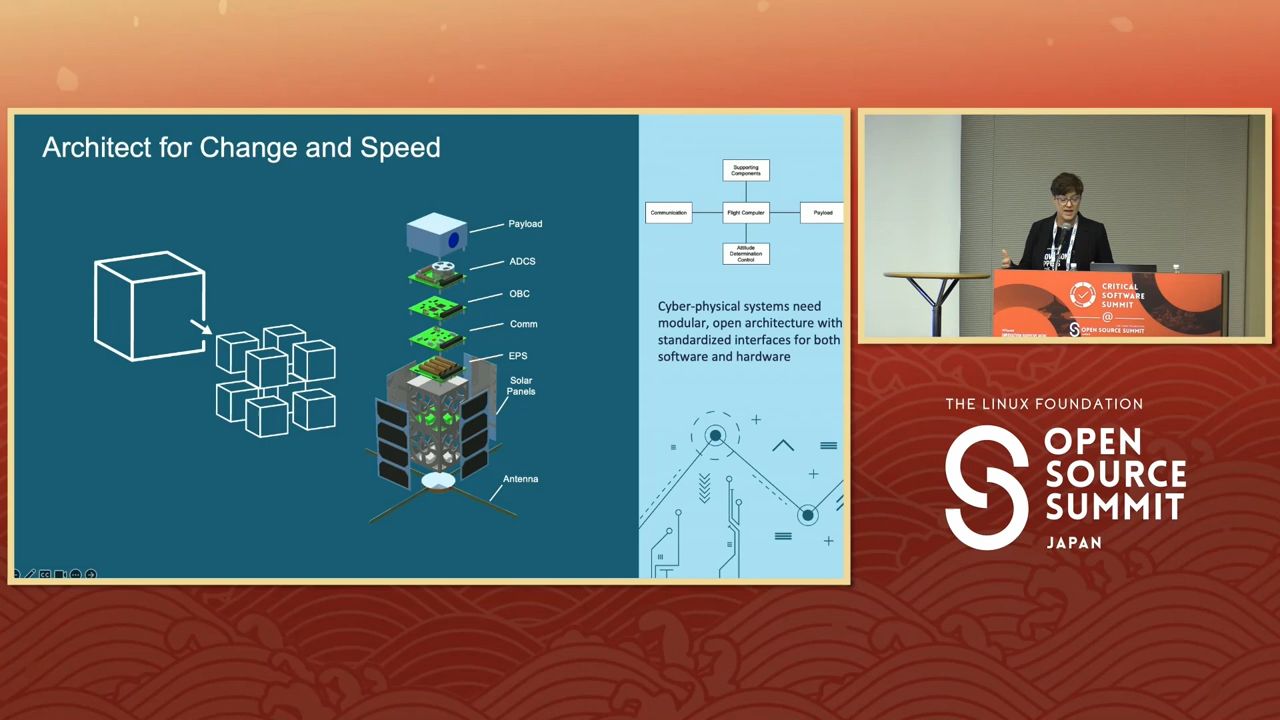 Architect for Change and Speed
Payload
ADCS
OBC
Comm
EPS
Solar
Panels
Antenna
Supporting
Components
Communication
Flight Computer
Payload
Attitude
Determination
Control
Cyber-physical systems need
modular, open architecture with
standardized interfaces for both
software and hardware
CRITICAL
SOFTWARE
SUMMIT
@
OPEN SOURCE SUMMIT
THE LINUX FOUNDATION
OPEN
SOURCE
SUMMIT
JAPAN